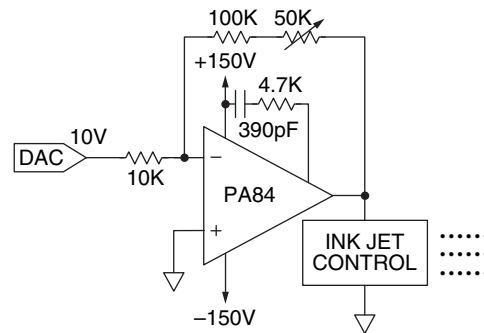 100K 50K
+150V
4.7K
390pF
10V
DAC
10K
−
PA84
+
INK JET
CONTROL
−150V